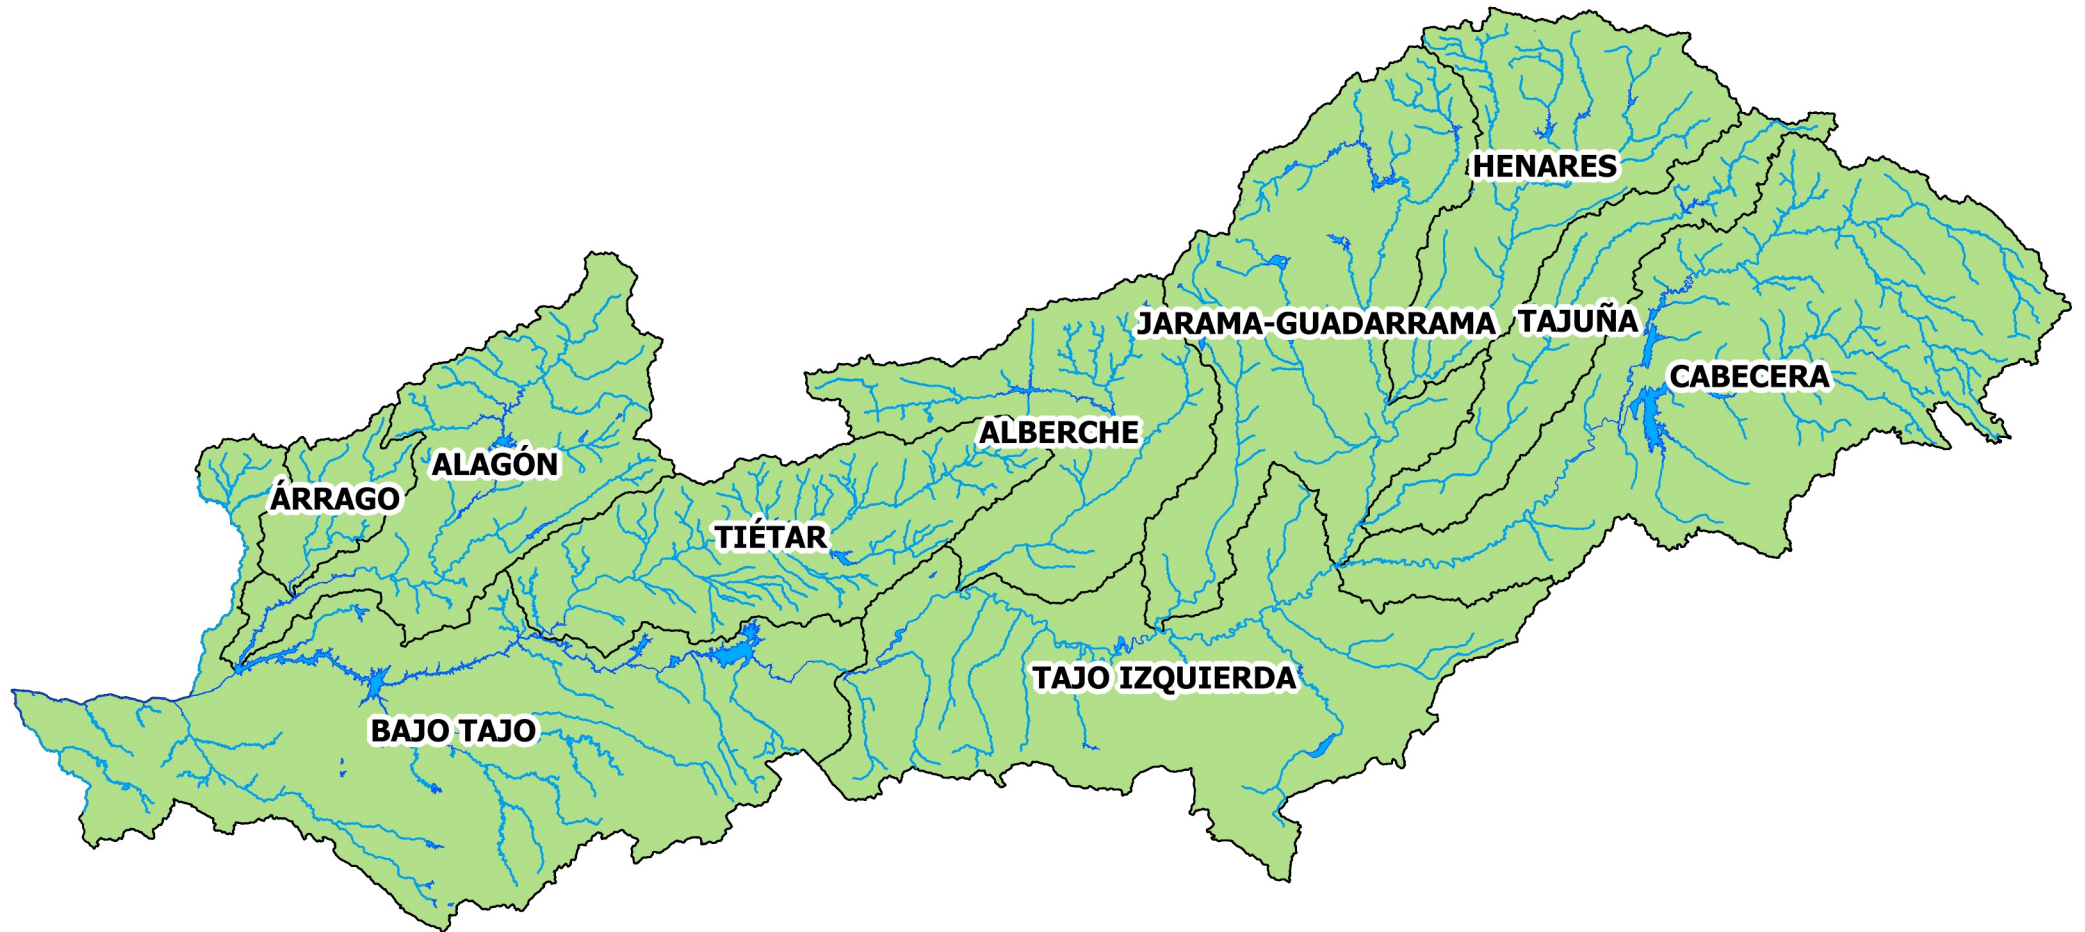 HENARES
JARAMA-GUADARRAMA
TAJUÑA
CABECERA
ALBERCHE
ALAGÓN
ÁRRAGO
TIÉTAR
TAJO IZQUIERDA
BAJO TAJO